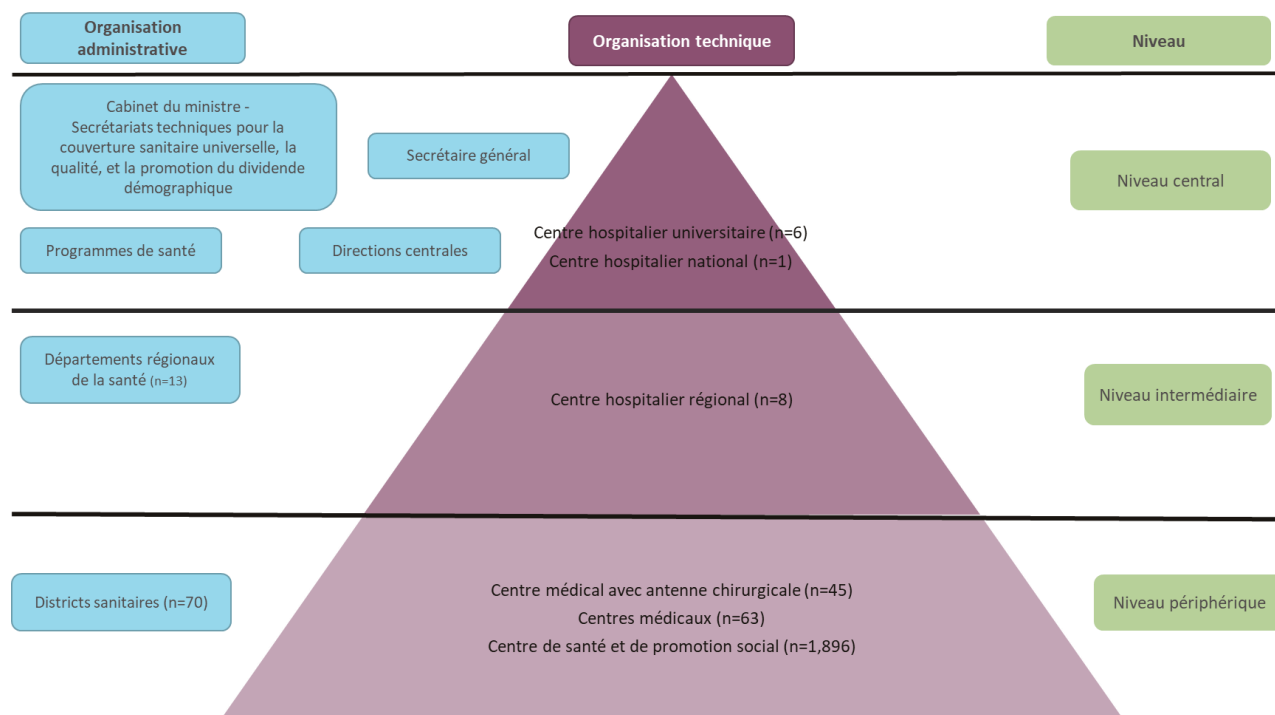 Organisation
administrative
Organisation technique
Niveau
Cabinet du ministre -
Secrétariats techniques pour la
couverture sanitaire universelle, la
qualité, et la promotion du dividende
démographique
Secrétaire général
Niveau central
Programmes de santé
Directions centrales
Centre hospitalier universitaire (n=6)
Centre hospitalier national (n=1)
Départements régionaux
de la santé (n=13)
Centre hospitalier régional (n=8)
Niveau intermédiaire
Districts sanitaires (n=70)
Centre médical avec antenne chirurgicale (n=45)
Centres médicaux (n=63)
Centre de santé et de promotion social (n=1,896)
Niveau périphérique